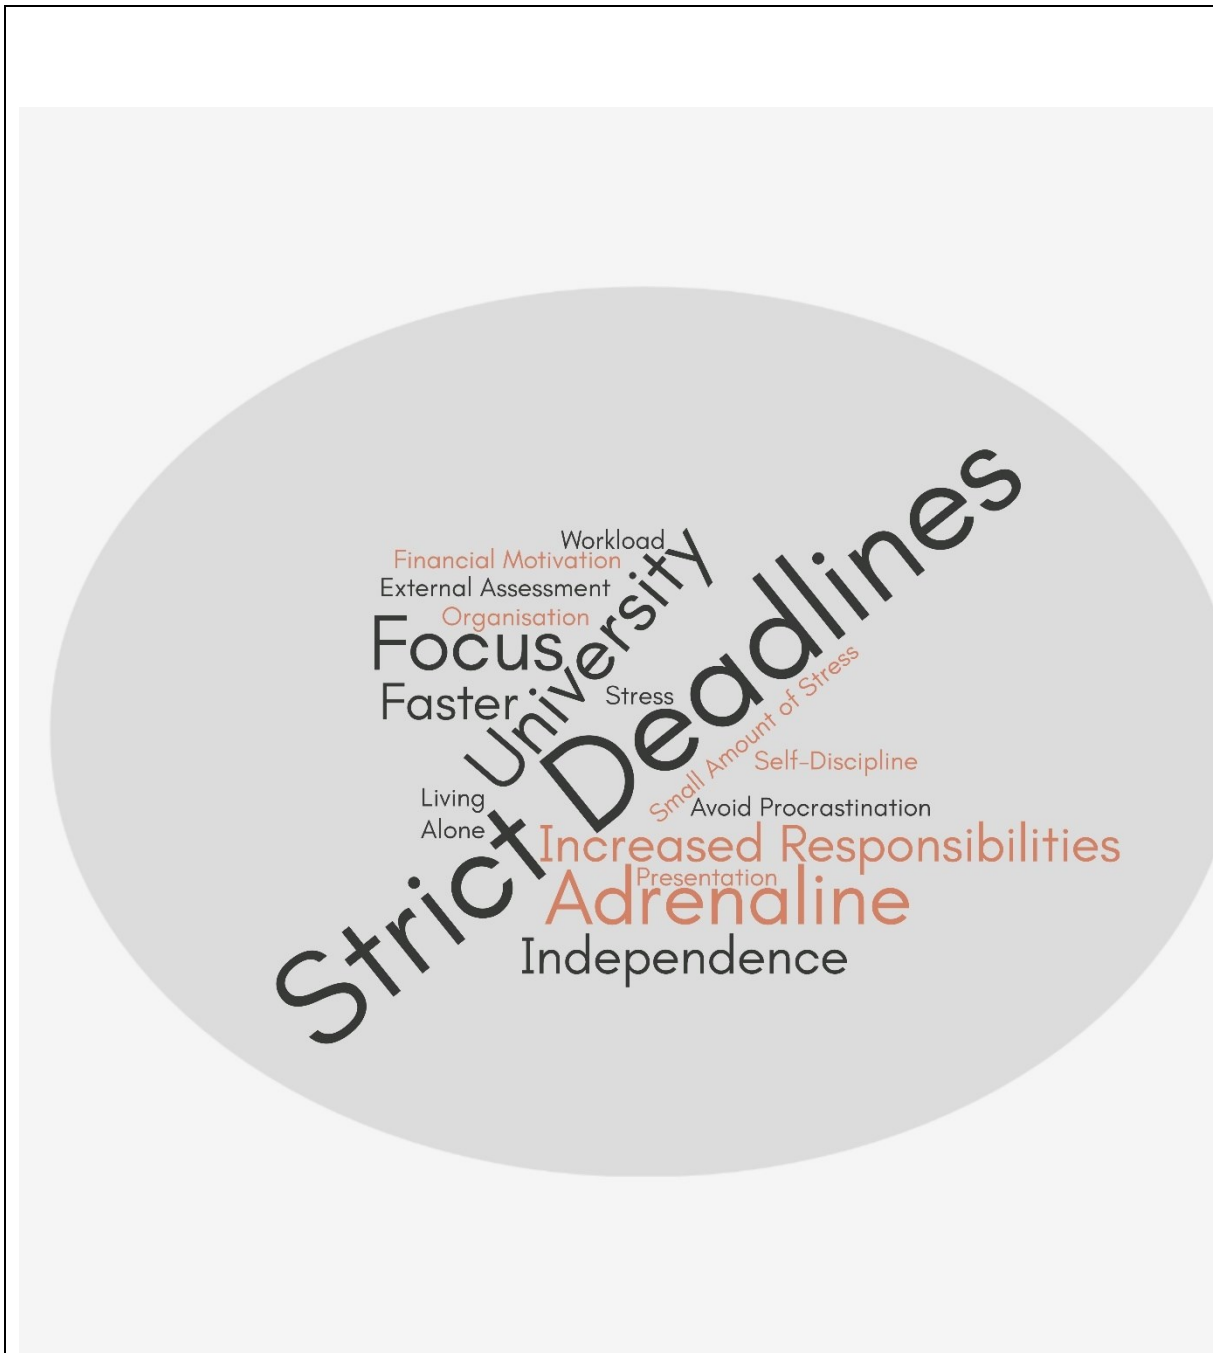 Workload
Financial Motivation
External Assessment
Organisation
Focus
University
Faster
Stress
Strict Deadlines
Small Amount of Stress
Self-Discipline
Living
Alone
Avoid Procrastination
Increased Responsibilities
Presentation
Adrenaline
Independence